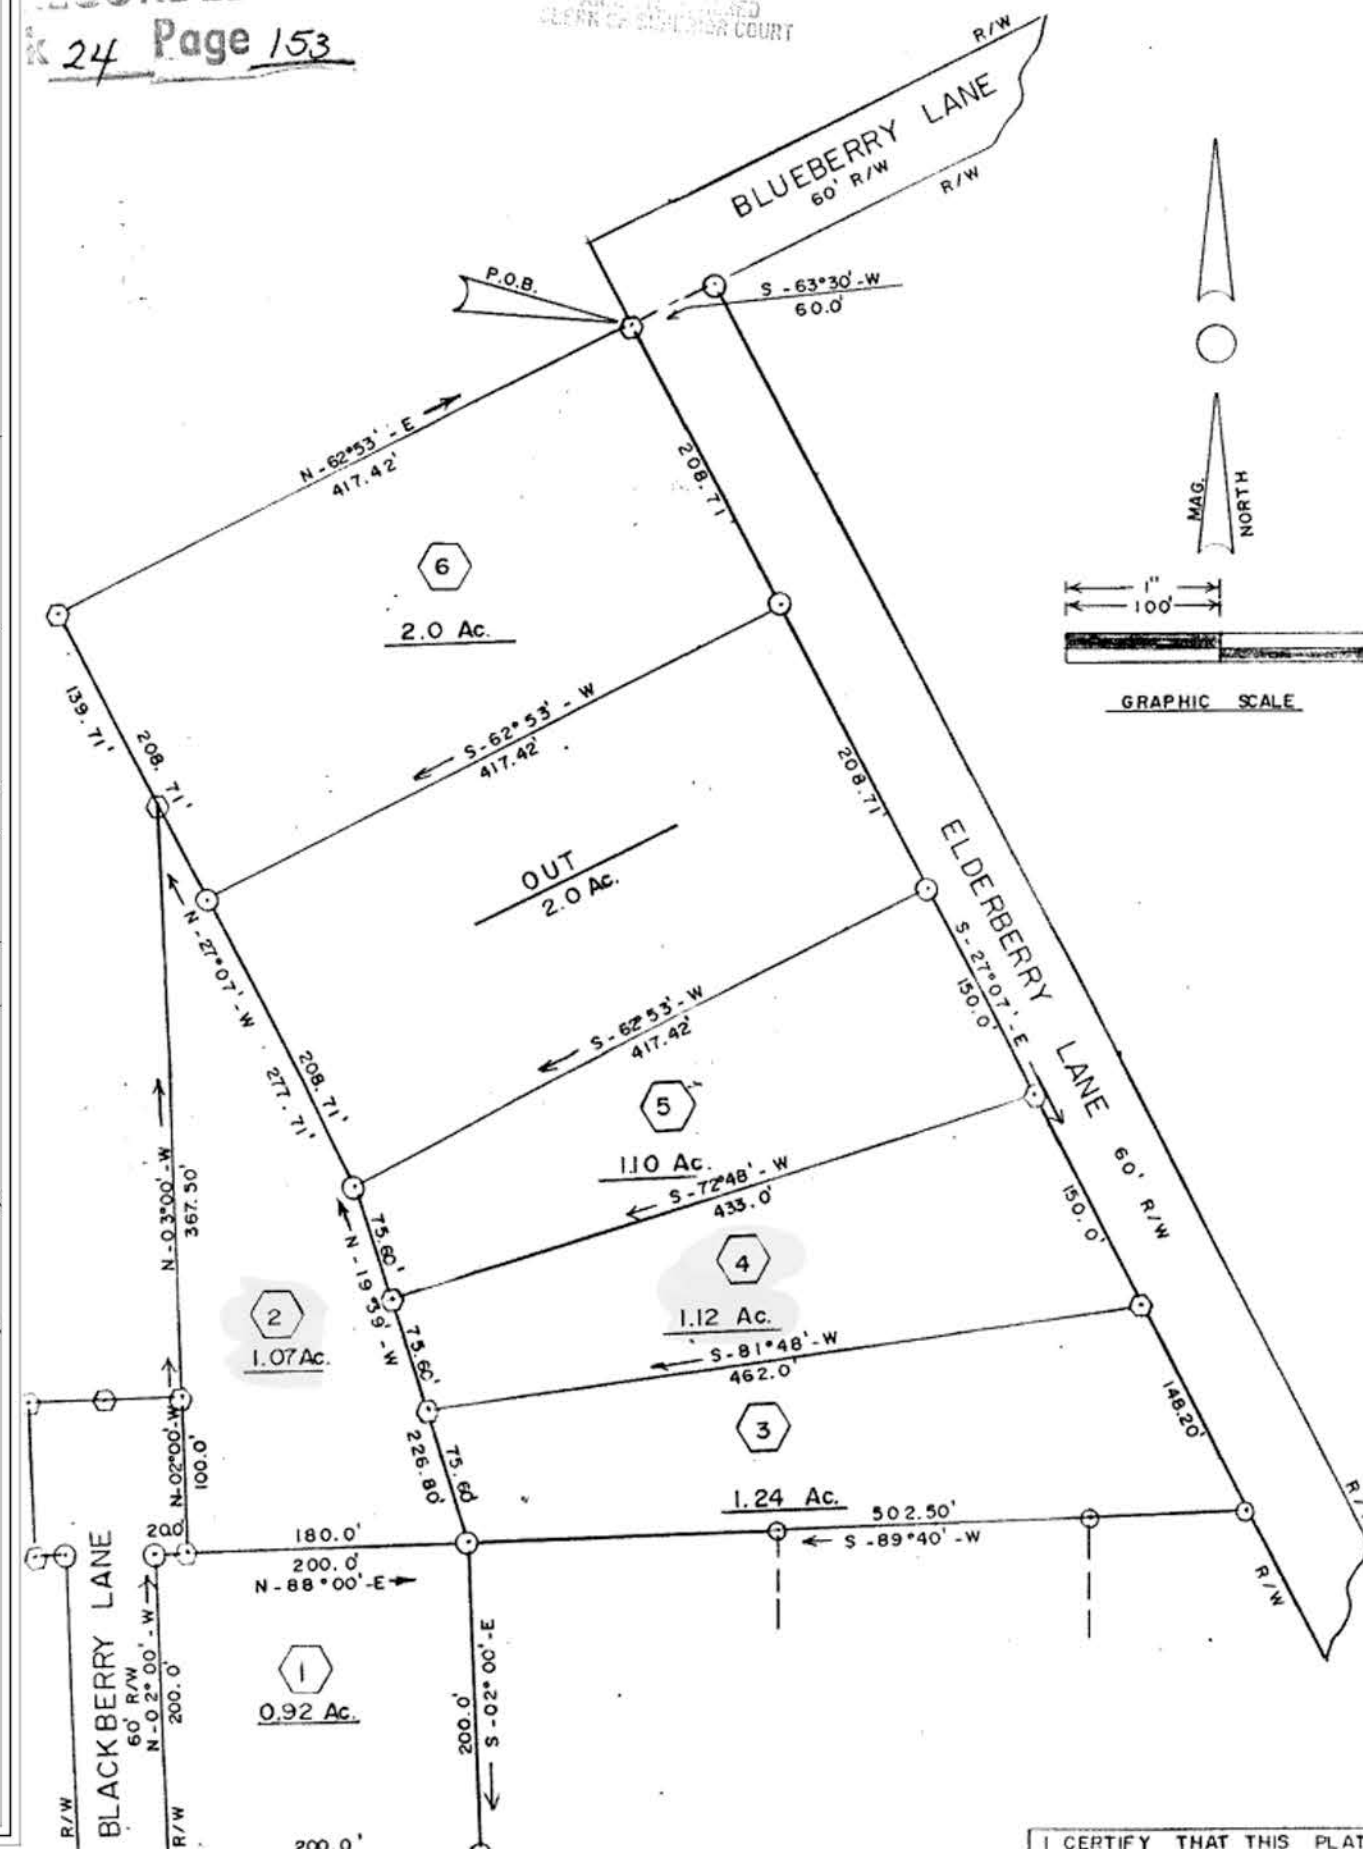 k 24 Page 153
CLERK OF SUPERIOR COURT
R/W
BLUEBERRY LANE
60' R/W
R/W
P.O.B.
S-63°30'-W
60.0'
N-62°53'-E
417.42'
208.71'
MAG. NORTH
1"
100'
GRAPHIC SCALE
6
2.0 Ac.
139.71'
208.71'
S-62°53'-W
417.42'
208.71'
OUT
2.0 Ac.
ELDERBERRY LANE 60' R/W
N-27°07'-W
277.71'
208.71'
S-27°07'-E
150.0'
S-62°53'-W
417.42'
5
1.10 Ac.
S-72°48'-W
433.0'
150.0'
N-03°00'-W
367.50'
75.60'
N-19°39'-W
4
1.12 Ac.
2
1.07 Ac.
75.60'
S-81°48'-W
462.0'
148.20'
3
1.24 Ac.
N-02°00'-W
100.0'
226.80'
75.60'
502.50'
S-89°40'-W
R/W
R/W
20.0'
180.0'
200.0'
N-88°00'-E
BLACKBERRY LANE
60' R/W
N-02°00'-W
200.0'
1
0.92 Ac.
200.0'
S-02°00'-E
R/W
R/W
200.0'
I CERTIFY THAT THIS PLAT